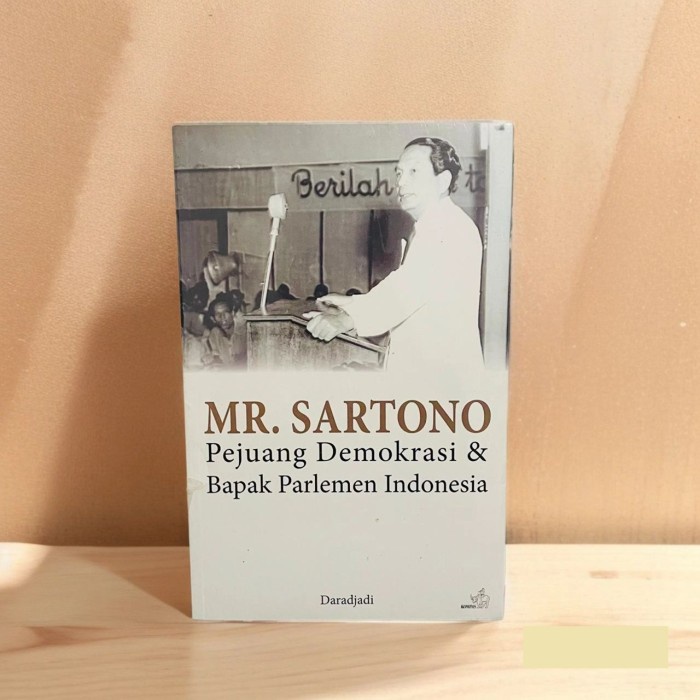 Berilah
MR. SARTONO
Pejuang Demokrasi &
Bapak Parlemen Indonesia
Daradjadi